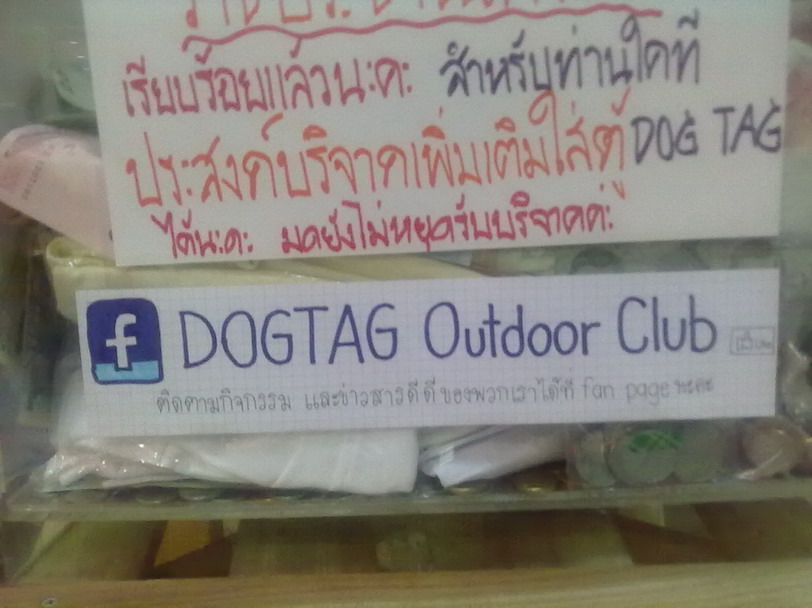 เรียบร้อยแล้วนะคะ สำหรับท่านใดที่
ประสงค์บริจาคเพิ่มเติมใส่ตู้ DOG TAG
ได้นะคะ มดยังไม่หยุดรับบริจาคค่ะ
f DOGTAG Outdoor Club Like
ติดตามกิจกรรม และข่าวสารดีดีของพวกเราได้ที่ fan page นะคะ